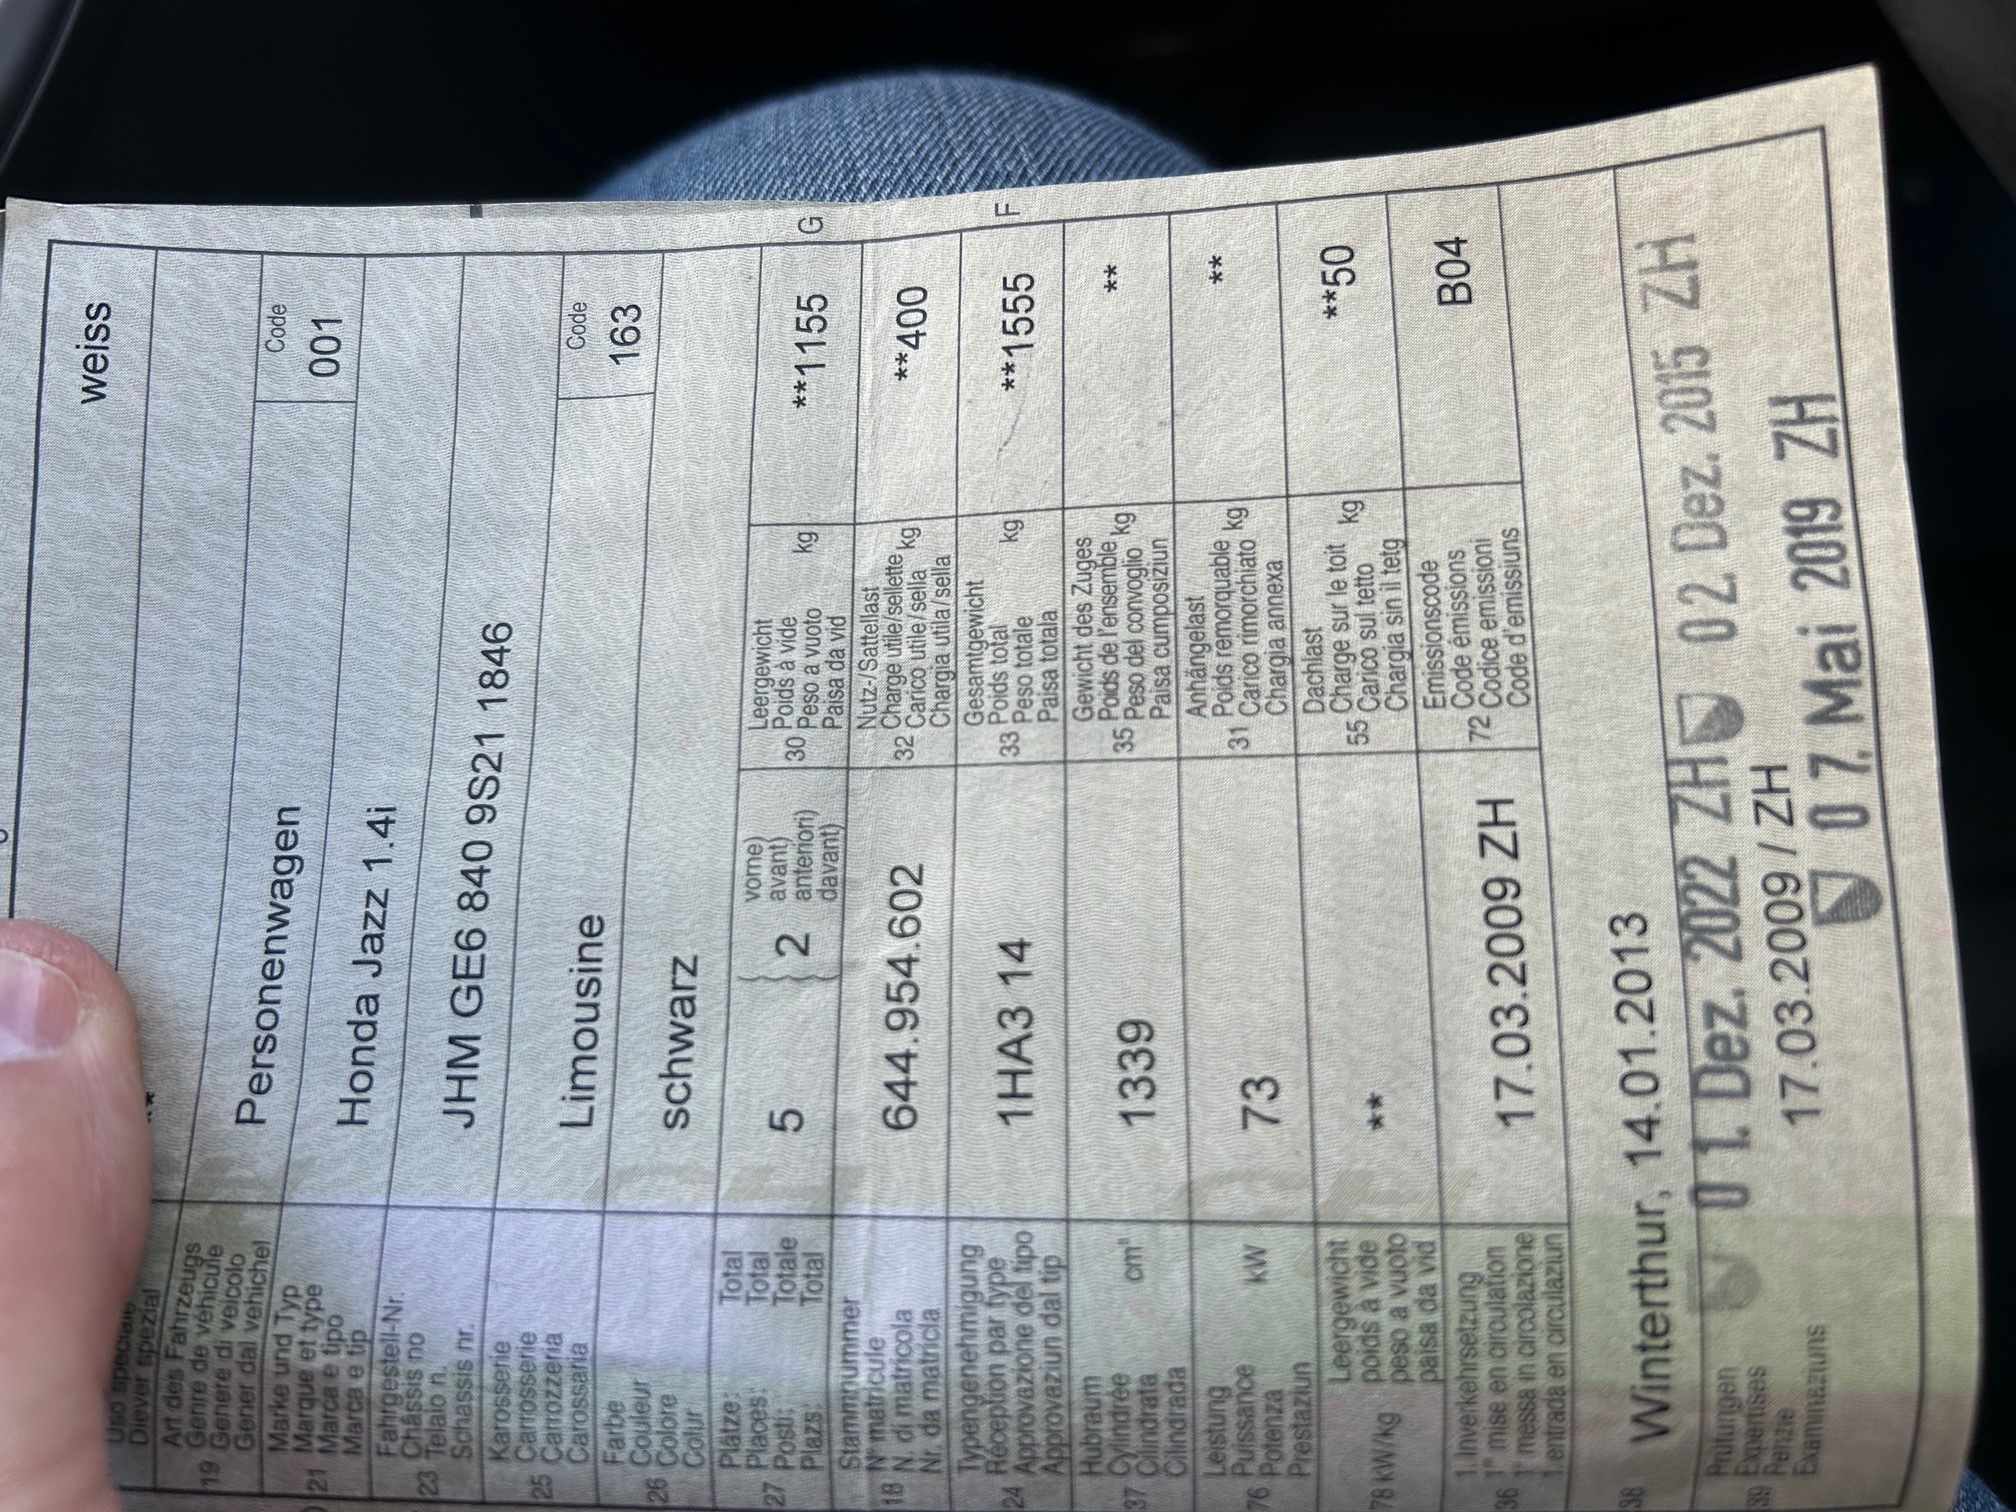 weiss
Uso speciale
Diever spezial
**
Art des Fahrzeugs
19 Genre de véhicule
Genere di veicolo
Gener dal vehichel
Personenwagen
Code
001
Marke und Typ
21 Marque et type
Marca e tipo
Marca e tip
Honda Jazz 1.4i
Fahrgestell-Nr.
23 Châssis no
Telaio n.
Schassis nr.
JHM GE6 840 9S21 1846
Karosserie
25 Carrosserie
Carrozzeria
Carossaria
Limousine
Code
163
Farbe
26 Couleur
Colore
Colur
schwarz
Plätze: Total
27 Places: Total
Posti: Totale
Plazs Total
5
2
vorne)
avant)
anteriori)
davant)
Leergewicht
30 Poids à vide
Peso a vuoto kg
Paisa da vid
**1155 G
Stammnummer
18 N° matricule
N. di matricola
Nr. da matricla
644.954.602
Nutz-/Sattellast
32 Charge utile/sellette
Carico utile/sella kg
Chargia utila/sella
**400
Typengenehmigung
24 Réception par type
Approvazione del tipo
Approvaziun dal tip
1HA3 14
Gesamtgewicht
33 Poids total
Peso totale kg
Paisa totala
**1555 F
Hubraum
37 Cylindrée cm³
Cilindrata
Cilindrada
1339
Gewicht des Zuges
35 Poids de l'ensemble
Peso del convoglio kg
Paisa cumposiziun
**
Leistung
76 Puissance kW
Potenza
Prestaziun
73
Anhängelast
31 Poids remorquable
Carico rimorchiato kg
Chargia annexa
**
78 kW/kg
Leergewicht
poids à vide
peso a vuoto
paisa da vid
**
Dachlast
55 Charge sur le toit kg
Carico sul tetto
Chargia sin il tetg
**50
1. Inverkehrsetzung
36 1re mise en circulation
1a messa in circolazione
1. entrada en circulaziun
17.03.2009 ZH
Emissionscode
72 Code émissions
Codice emissioni
Code d'emissiuns
B04
38 Winterthur, 14.01.2013
Prüfungen
39 Expertises
Perizie
Examinaziuns
0 1. Dez. 2022 ZH
0 2. Dez. 2015 ZH
17.03.2009 / ZH
0 7. Mai 2019 ZH